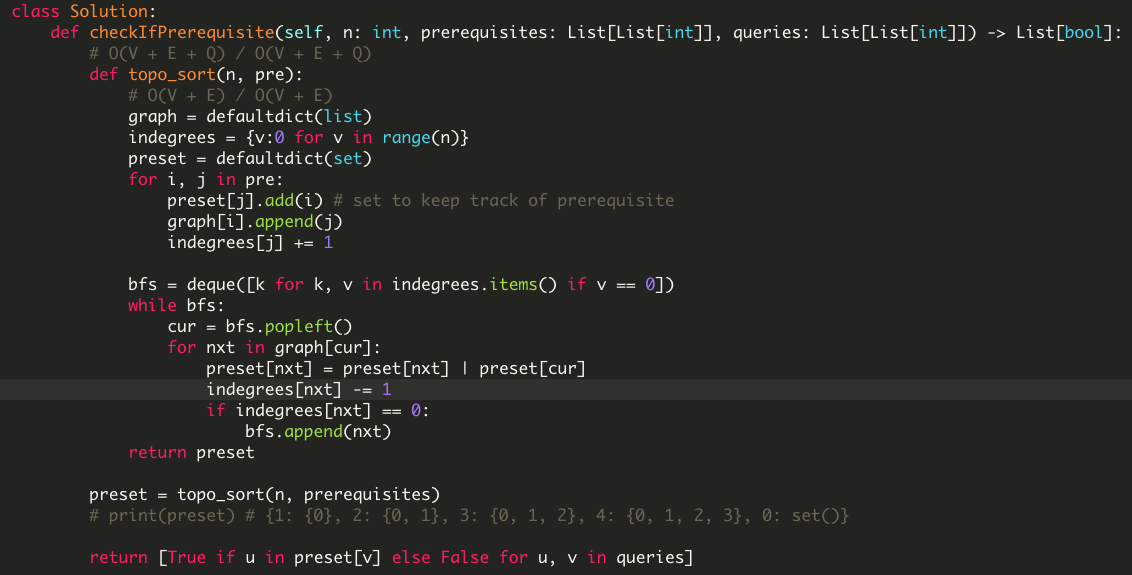 class Solution:
    def checkIfPrerequisite(self, n: int, prerequisites: List[List[int]], queries: List[List[int]]) -> List[bool]:
        # O(V + E + Q) / O(V + E + Q)
        def topo_sort(n, pre):
            # O(V + E) / O(V + E)
            graph = defaultdict(list)
            indegrees = {v:0 for v in range(n)}
            preset = defaultdict(set)
            for i, j in pre:
                preset[j].add(i) # set to keep track of prerequisite
                graph[i].append(j)
                indegrees[j] += 1

            bfs = deque([k for k, v in indegrees.items() if v == 0])
            while bfs:
                cur = bfs.popleft()
                for nxt in graph[cur]:
                    preset[nxt] = preset[nxt] | preset[cur]
                    indegrees[nxt] -= 1
                    if indegrees[nxt] == 0:
                        bfs.append(nxt)
            return preset

        preset = topo_sort(n, prerequisites)
        # print(preset) # {1: {0}, 2: {0, 1}, 3: {0, 1, 2}, 4: {0, 1, 2, 3}, 0: set()}

        return [True if u in preset[v] else False for u, v in queries]